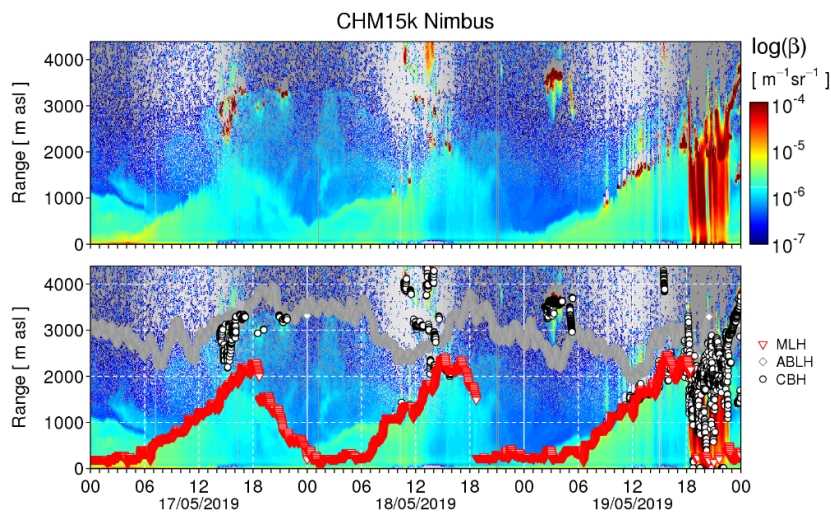 CHM15k Nimbus
Range [ m asl ]
4000
3000
2000
1000
0
log(β)
[ m⁻¹sr⁻¹ ]
10⁻⁴
10⁻⁵
10⁻⁶
10⁻⁷
Range [ m asl ]
4000
3000
2000
1000
0
MLH
ABLH
CBH
00 06 12 18 00 06 12 18 00 06 12 18 00
17/05/2019 18/05/2019 19/05/2019